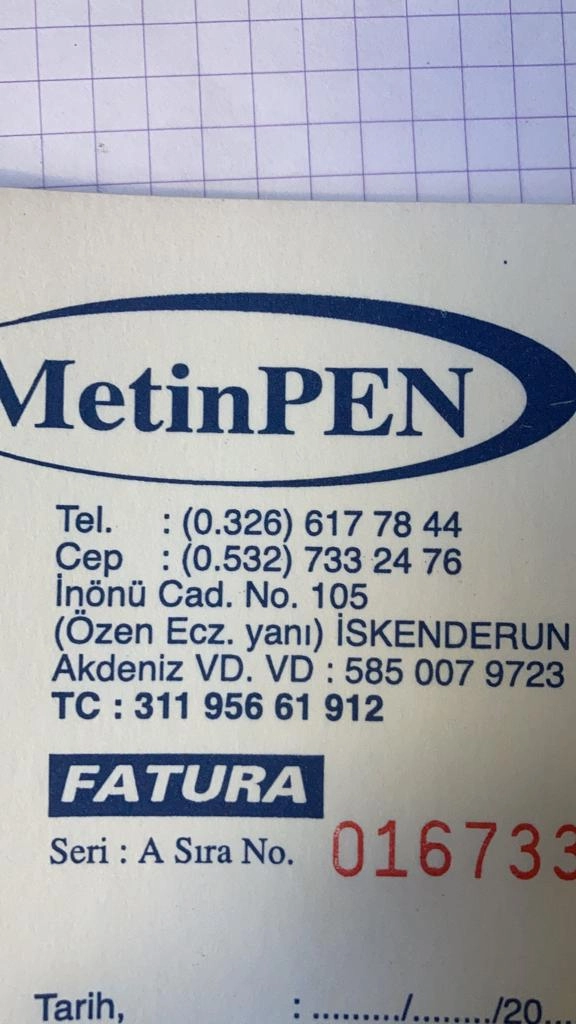 MetinPEN
Tel. : (0.326) 617 78 44
Cep : (0.532) 733 24 76
İnönü Cad. No. 105
(Özen Ecz. yanı) İSKENDERUN
Akdeniz VD. VD : 585 007 9723
TC : 311 956 61 912
FATURA
Seri : A Sıra No. 016733
Tarih, : ........./......../20...